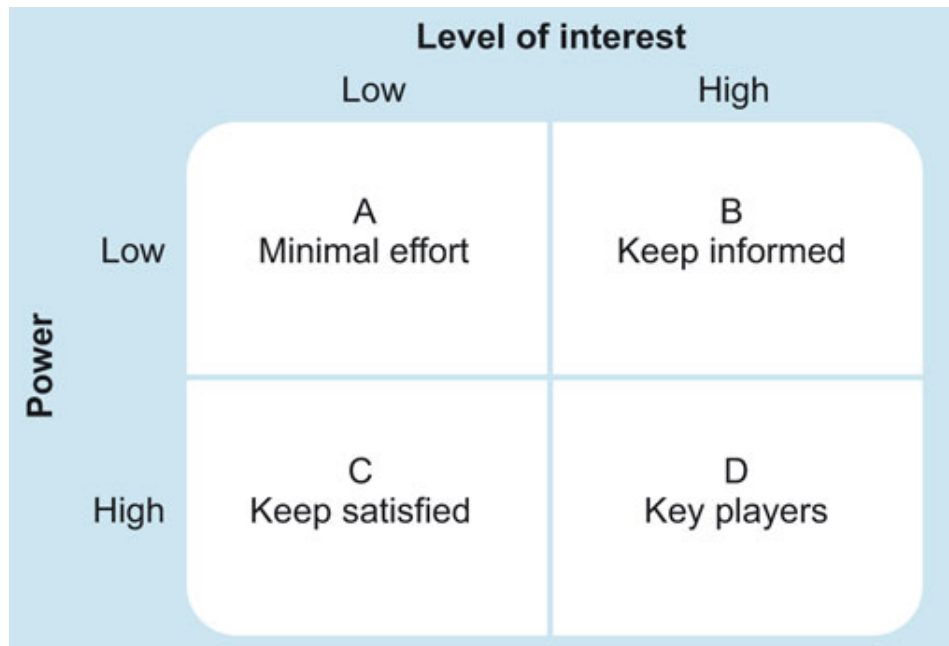 Level of interest
Low High
A B
Low Minimal effort Keep informed
Power
C D
High Keep satisfied Key players